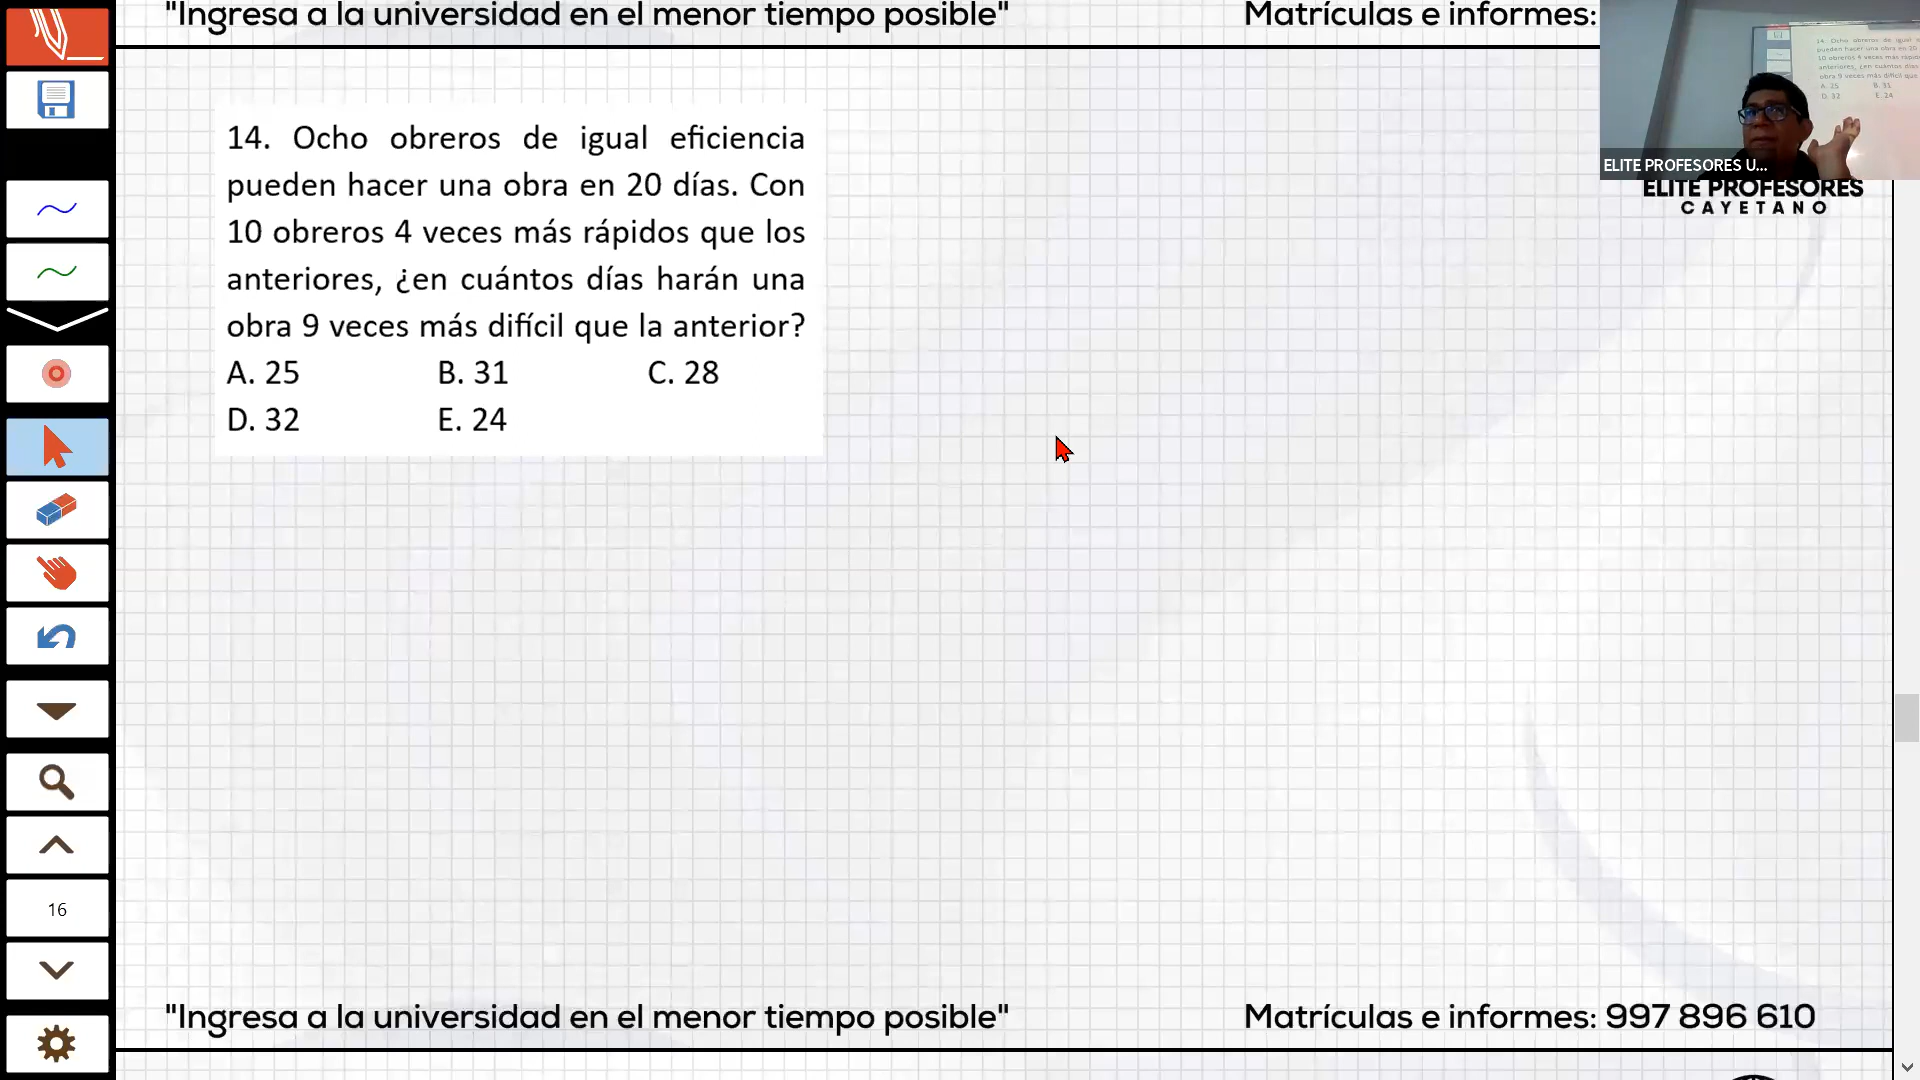 "Ingresa a la universidad en el menor tiempo posible"
Matrículas e informes:
14. Ocho obreros de igual eficiencia
pueden hacer una obra en 20 días. Con
10 obreros 4 veces más rápidos que los
anteriores, ¿en cuántos días harán una
obra 9 veces más difícil que la anterior?
A. 25 B. 31 C. 28
D. 32 E. 24
ELITE PROFESORES U...
ELITE PROFESORES
CAYETANO
16
"Ingresa a la universidad en el menor tiempo posible"
Matrículas e informes: 997 896 610